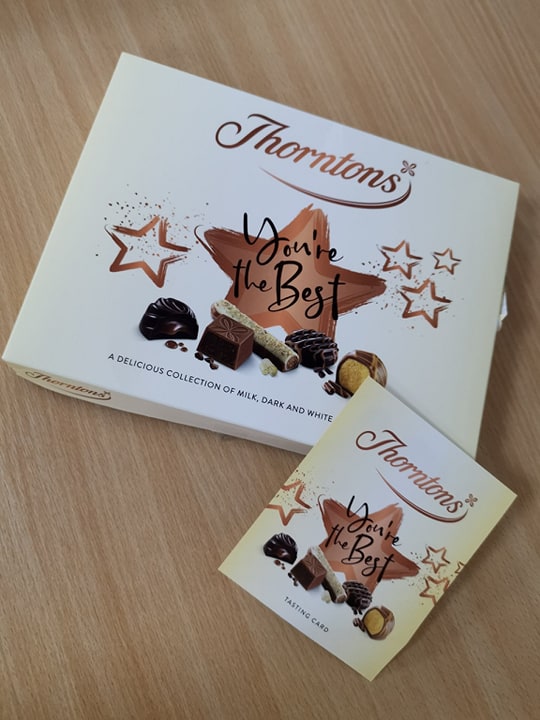 Thorntons
You're
the Best
A DELICIOUS COLLECTION OF MILK, DARK AND WHITE
Thorntons
Thorntons
You're
the Best
TASTING CARD